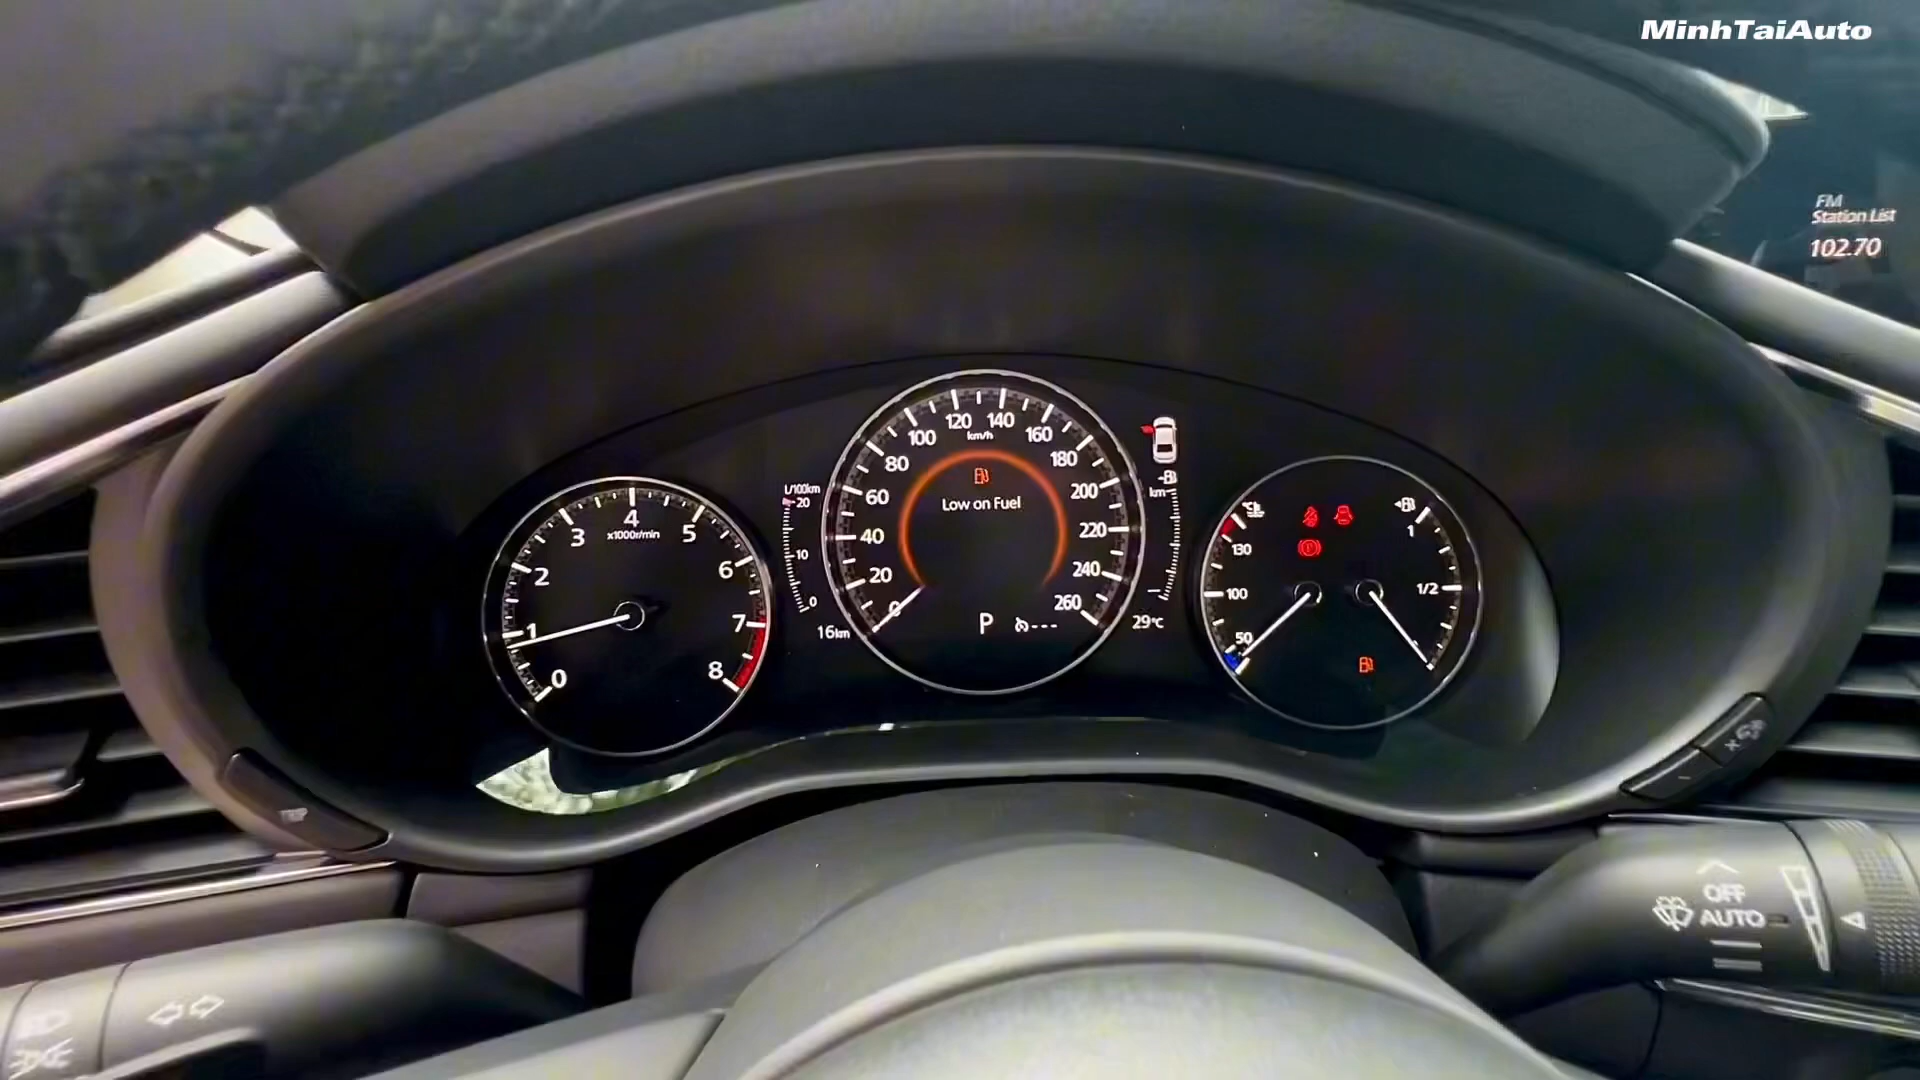 MinhTaiAuto
FM
Station List
102.70
120 140
100 km/h 160
80 180
60 Low on Fuel 200
40 220
20 240
0 260
P ---
L/100km
20
10
0
16km
km
29°C
4
x1000r/min
3 5
2 6
1 7
0 8
130
100
50
1
1/2
TRIP
+
-
OFF
AUTO